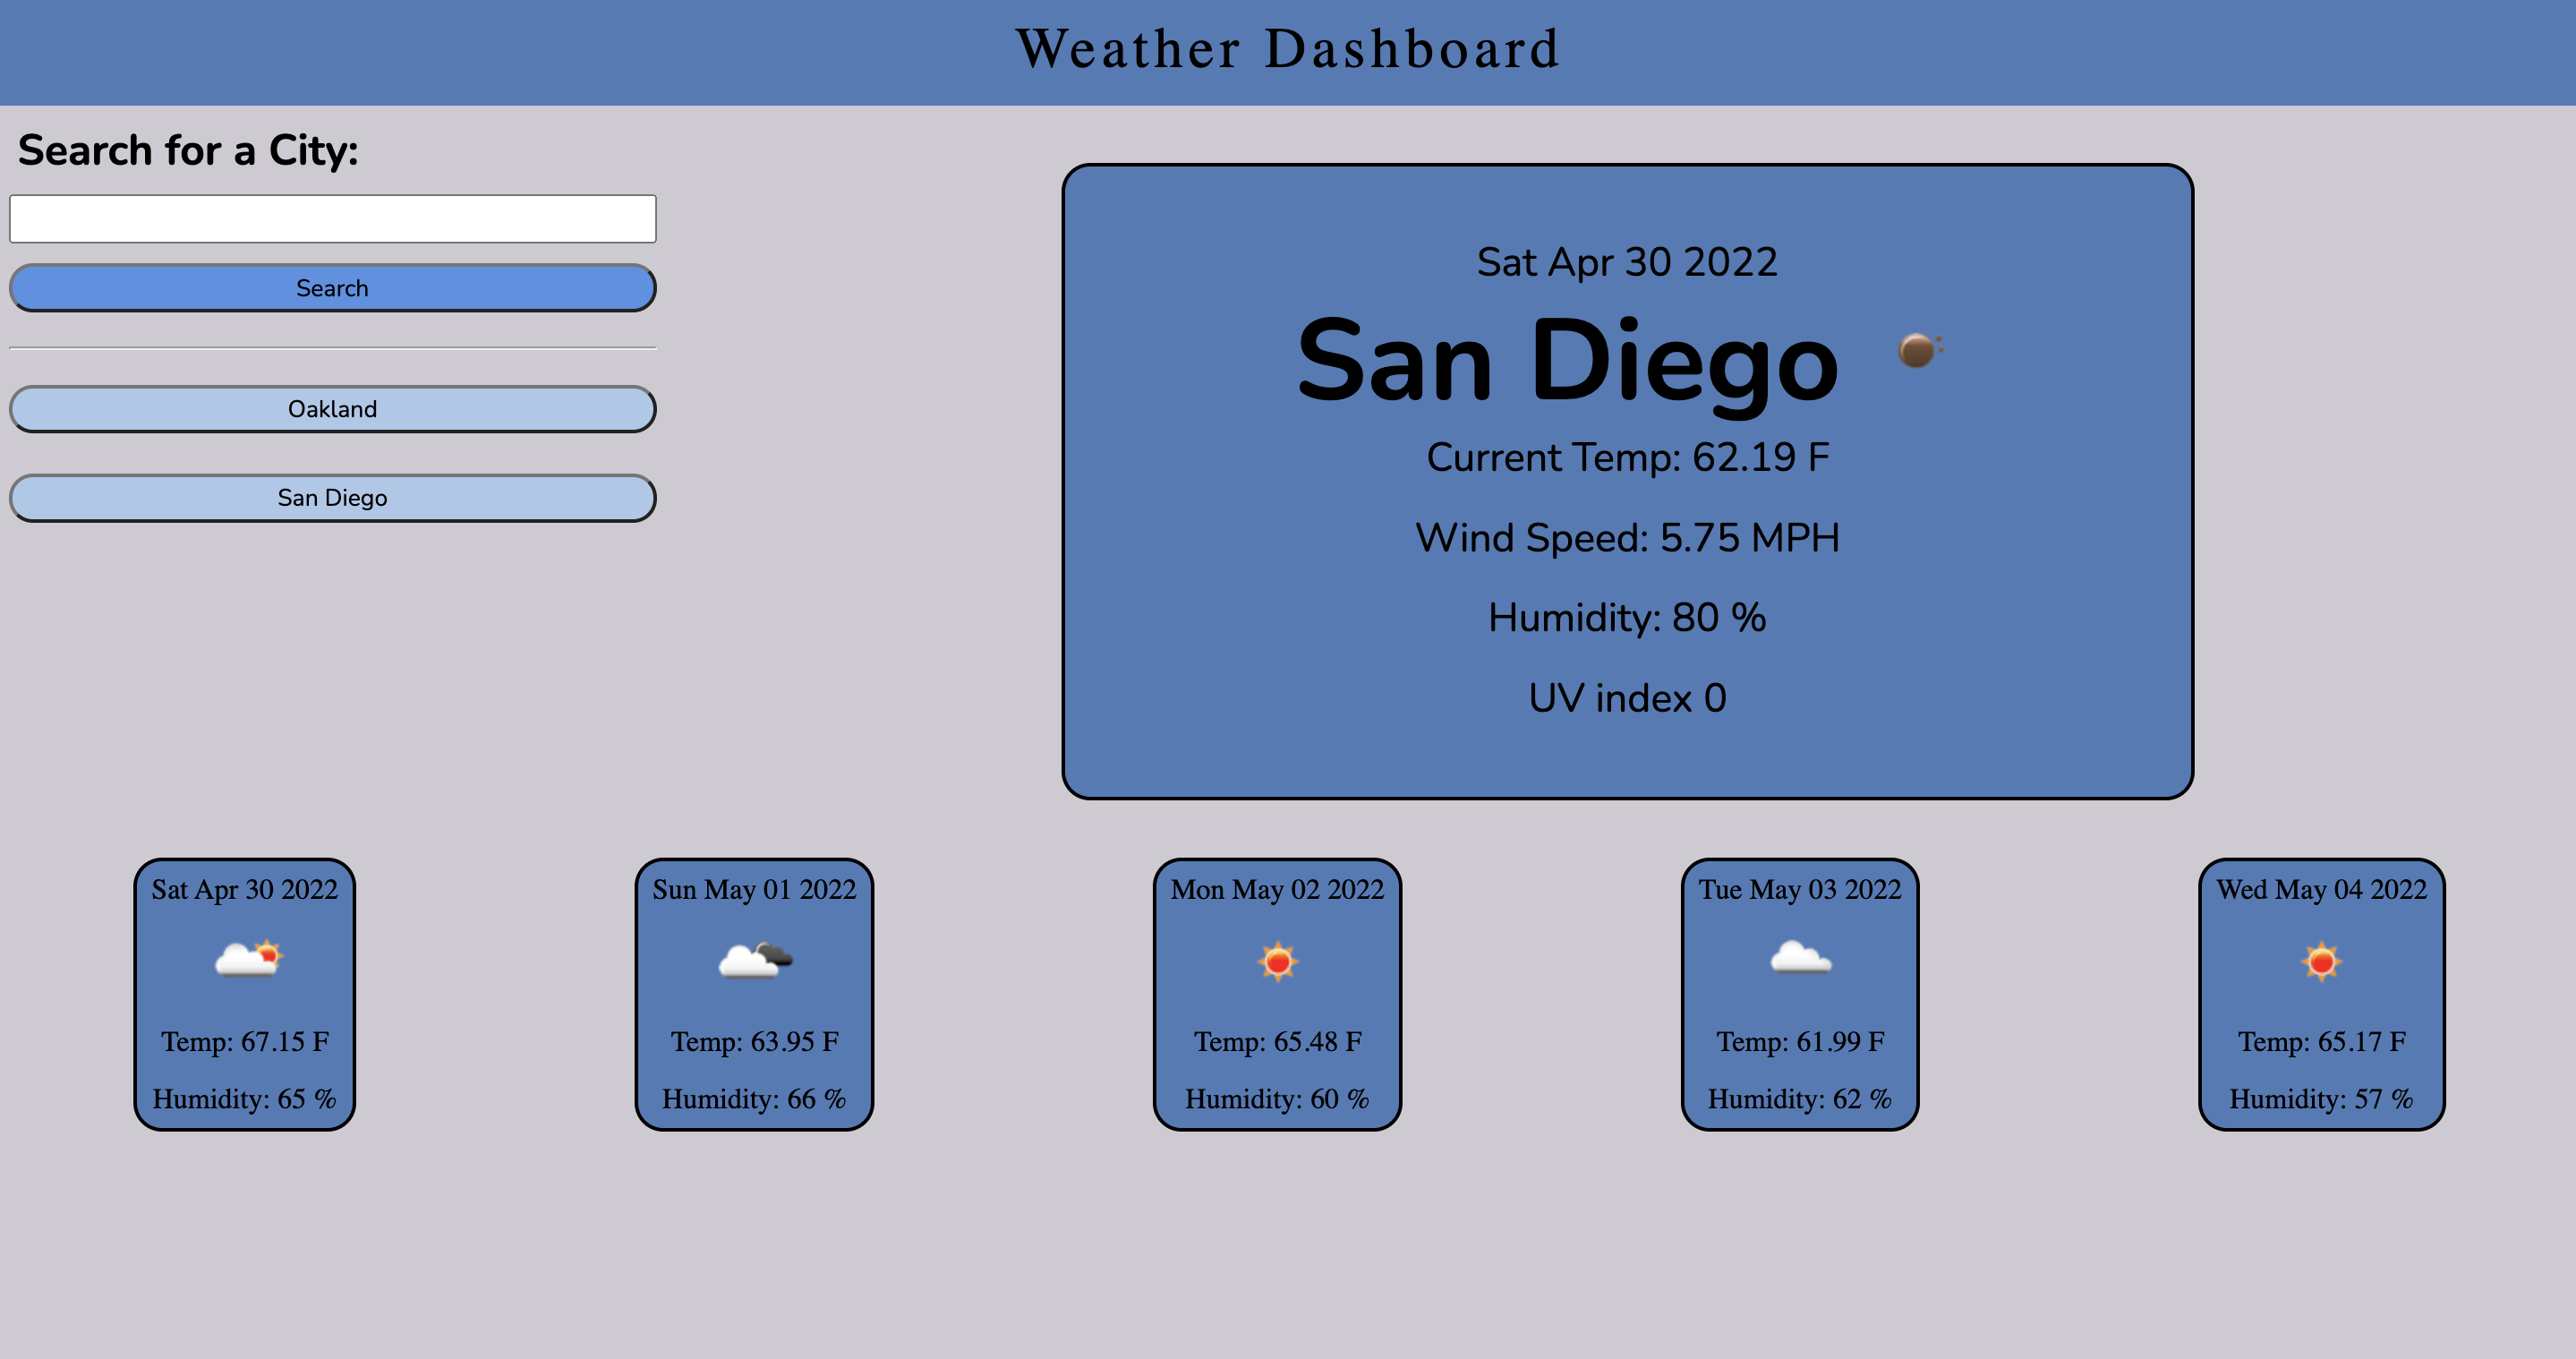 Weather Dashboard
Search for a City:
Search
Oakland
San Diego
Sat Apr 30 2022
San Diego
Current Temp: 62.19 F
Wind Speed: 5.75 MPH
Humidity: 80 %
UV index 0
Sat Apr 30 2022
Temp: 67.15 F
Humidity: 65 %
Sun May 01 2022
Temp: 63.95 F
Humidity: 66 %
Mon May 02 2022
Temp: 65.48 F
Humidity: 60 %
Tue May 03 2022
Temp: 61.99 F
Humidity: 62 %
Wed May 04 2022
Temp: 65.17 F
Humidity: 57 %